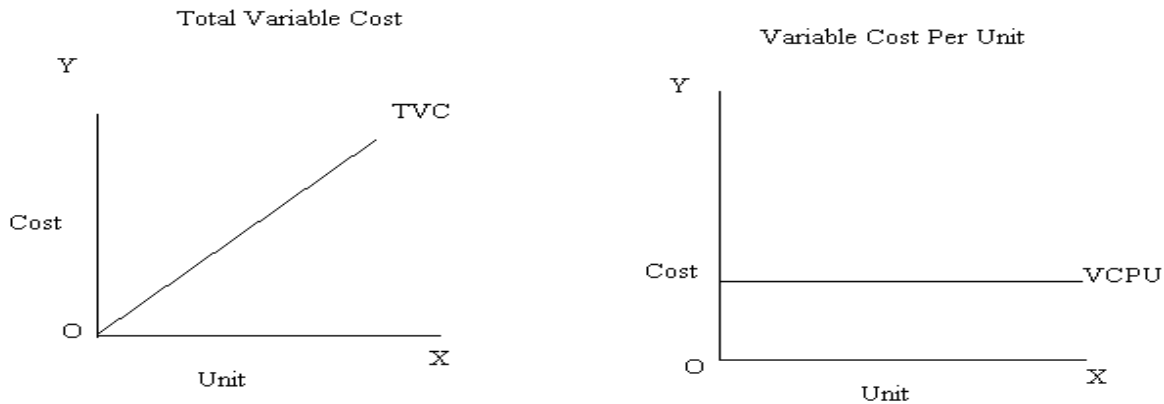 Total Variable Cost
Y
TVC
Cost
O
X
Unit
Variable Cost Per Unit
Y
Cost
VCPU
O
X
Unit